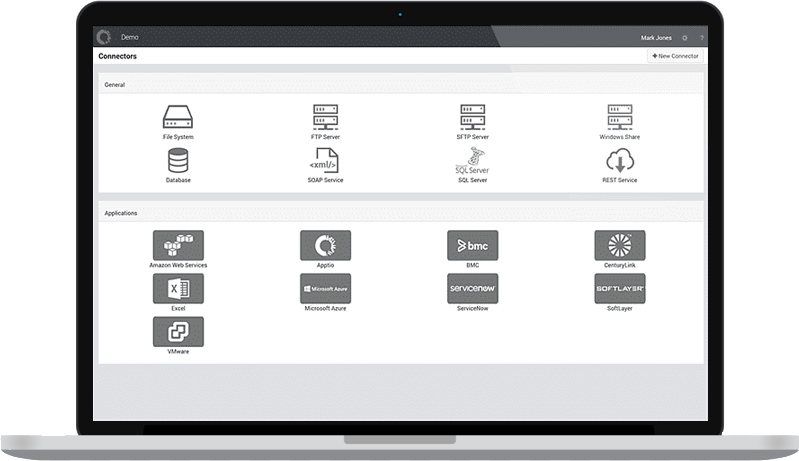 Demo
Mark Jones
?
Connectors
+ New Connector
General
File System
FTP Server
SFTP Server
Windows Share
<xml/>
SQL Server
Database
SOAP Service
SQL Server
REST Service
Applications
bmc
Amazon Web Services
Apptio
BMC
CenturyLink
X
Microsoft Azure
servicenow
SOFTLAYER
Excel
Microsoft Azure
ServiceNow
SoftLayer
VMware